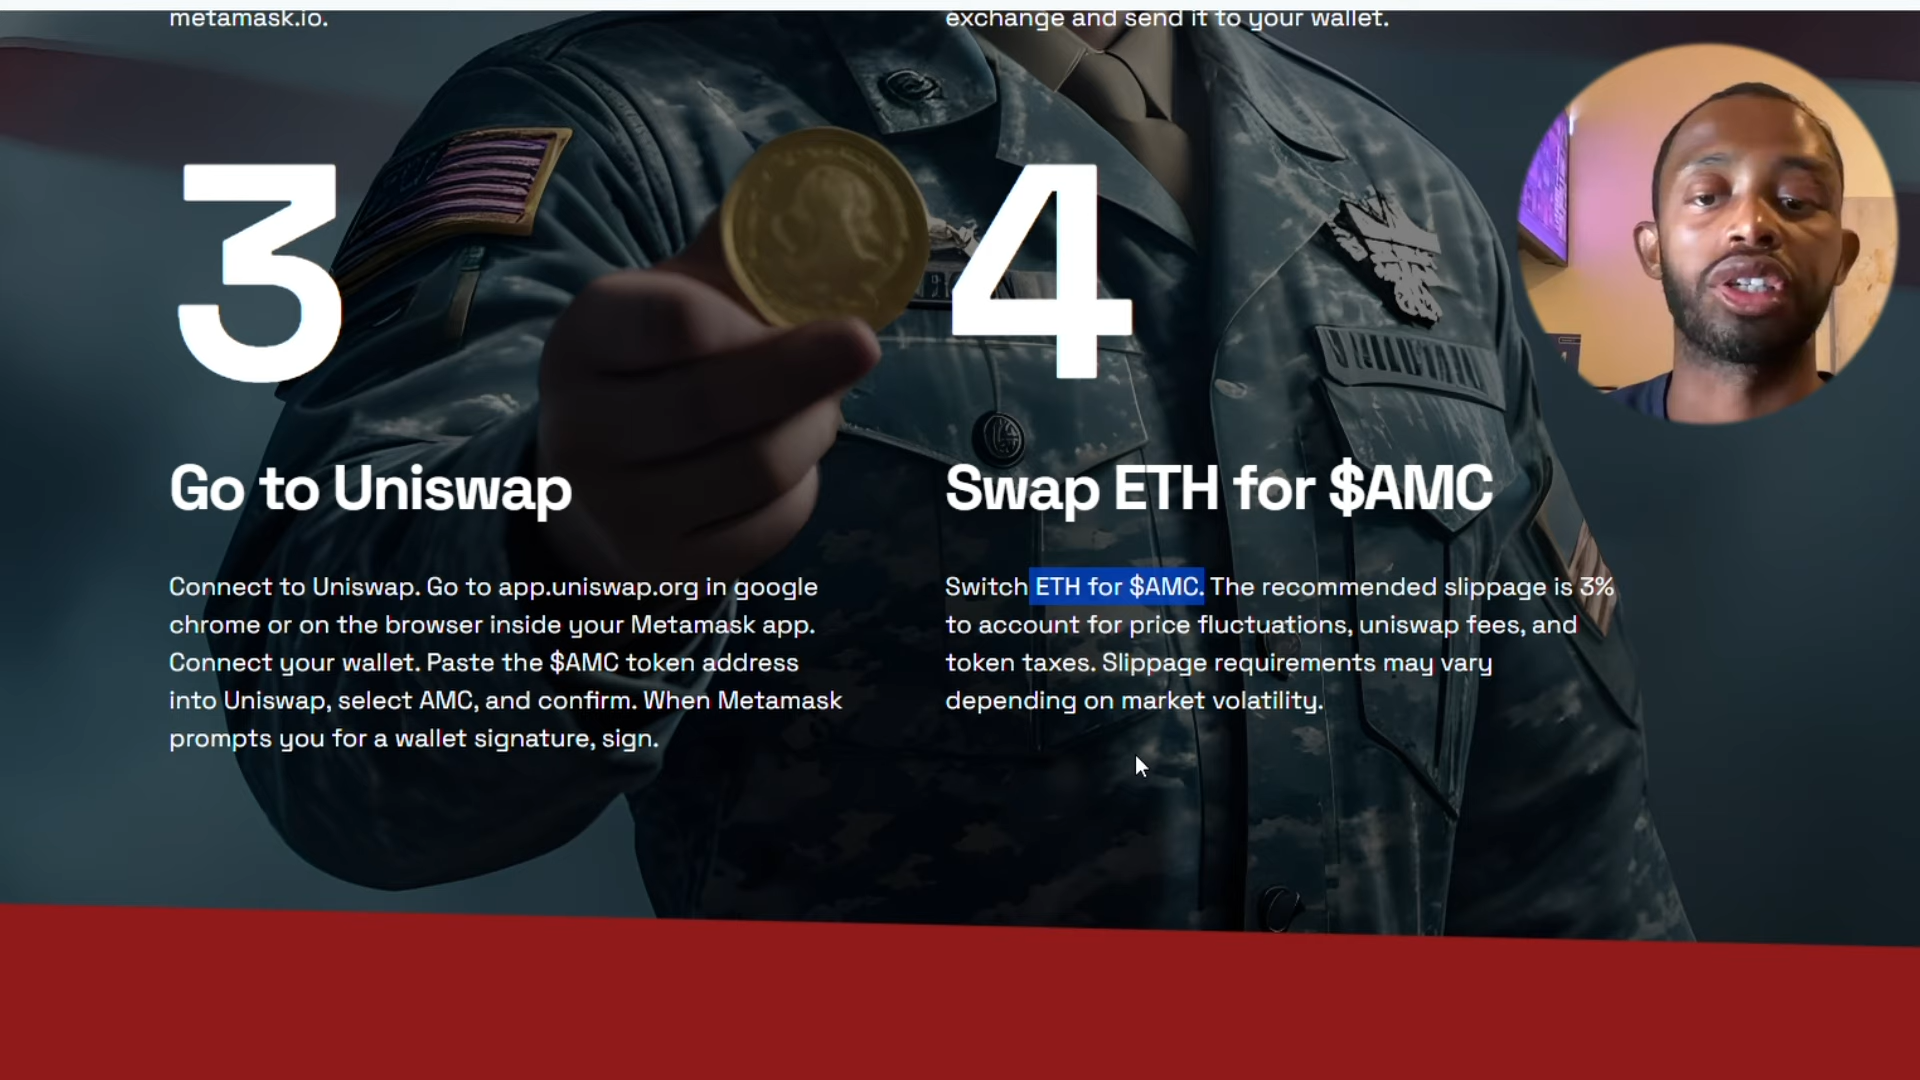 metamask.io.
exchange and send it to your wallet.
3
4
Go to Uniswap
Swap ETH for $AMC
Connect to Uniswap. Go to app.uniswap.org in google
chrome or on the browser inside your Metamask app.
Connect your wallet. Paste the $AMC token address
into Uniswap, select AMC, and confirm. When Metamask
prompts you for a wallet signature, sign.
Switch ETH for $AMC. The recommended slippage is 3%
to account for price fluctuations, uniswap fees, and
token taxes. Slippage requirements may vary
depending on market volatility.